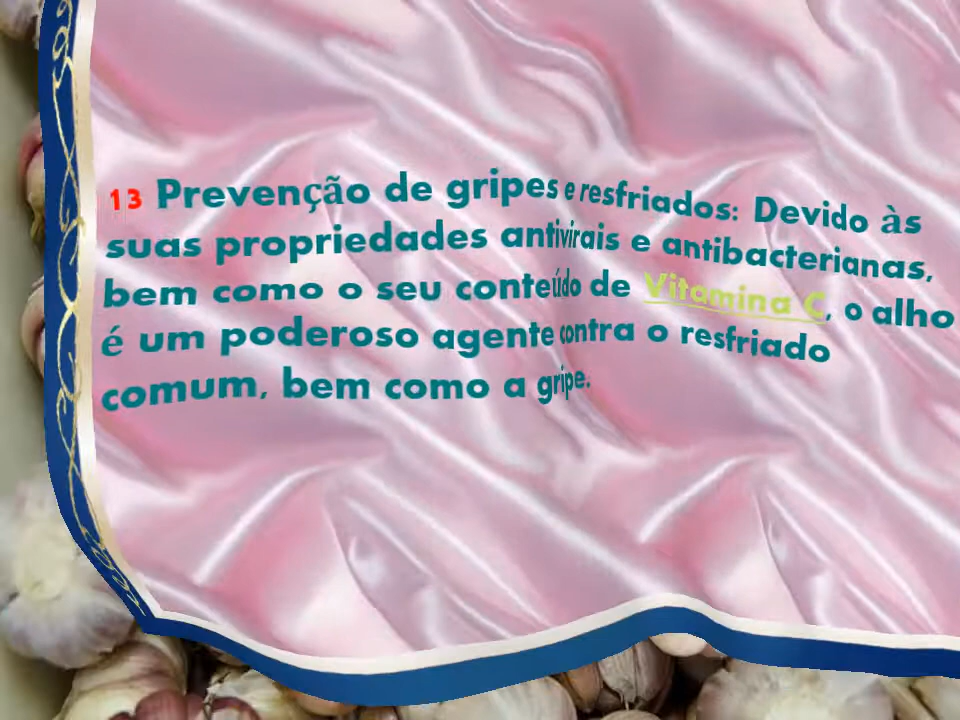 13 Prevenção de gripes e resfriados: Devido às
suas propriedades antivirais e antibacterianas,
bem como o seu conteúdo de Vitamina C, o alho
é um poderoso agente contra o resfriado
comum, bem como a gripe.